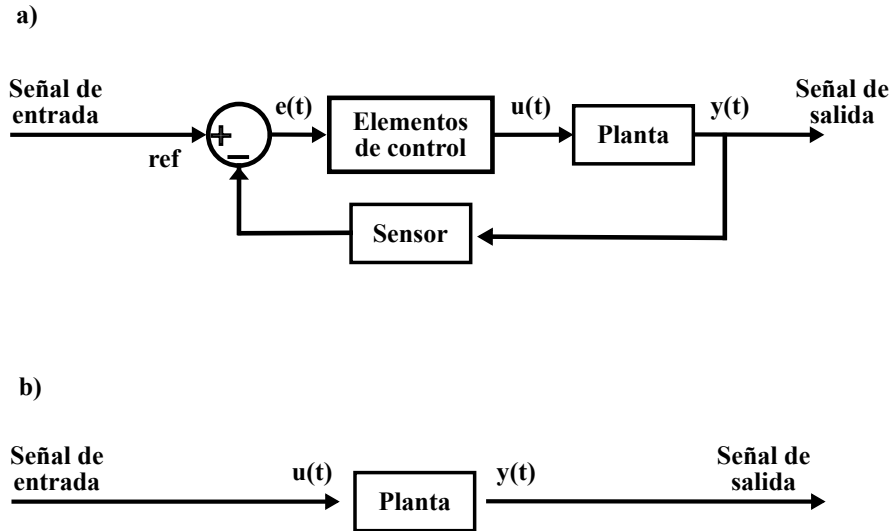 a)
Señal de
entrada
ref
+
−
e(t)
Elementos
de control
u(t)
Planta
y(t)
Señal de
salida
Sensor
b)
Señal de
entrada
u(t)
Planta
y(t)
Señal de
salida